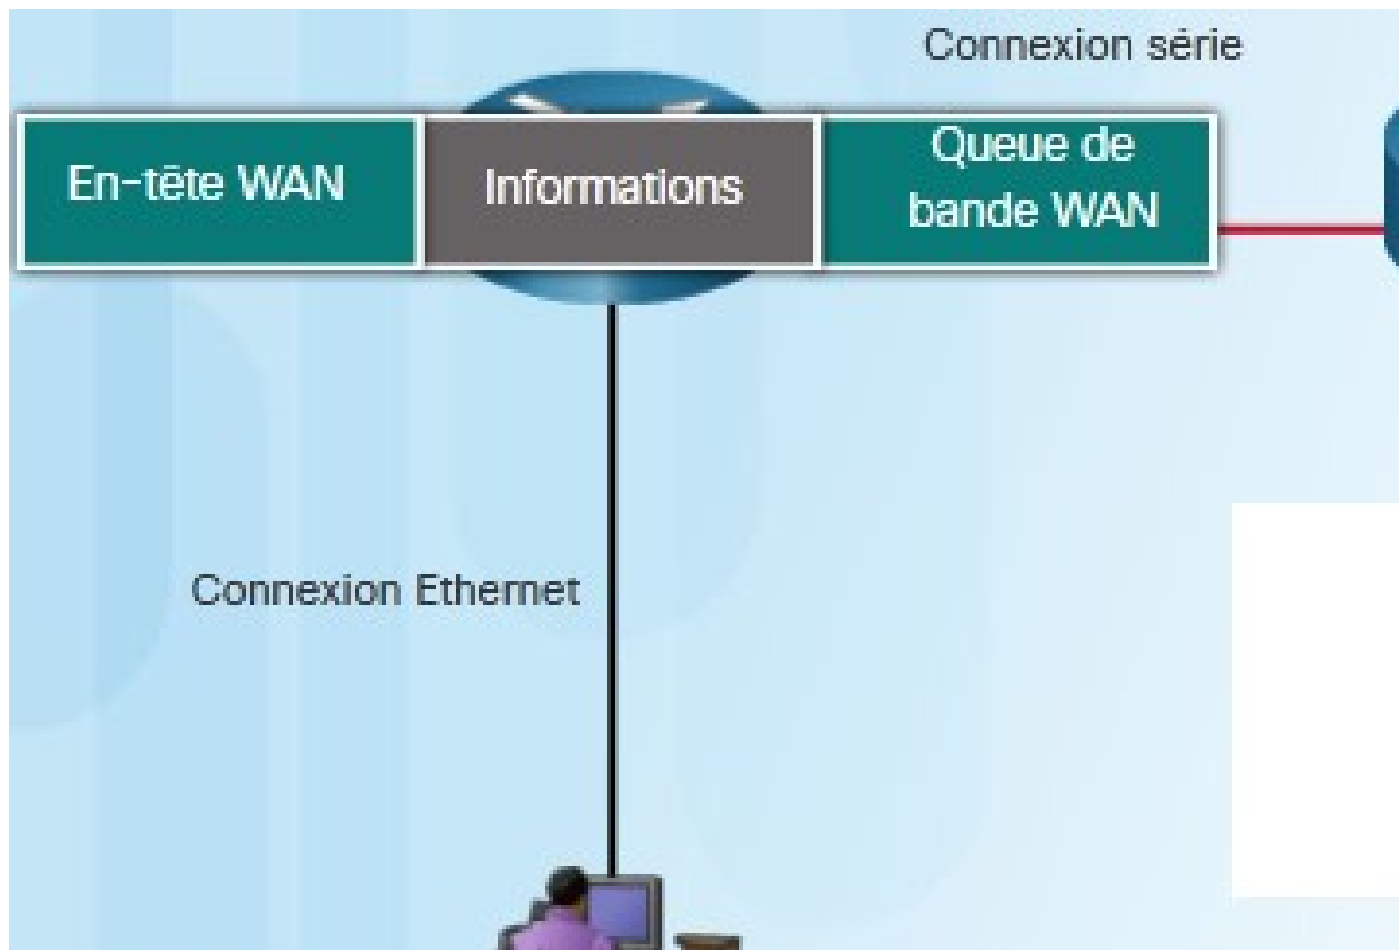 Connexion série
En-tête WAN
Informations
Queue de
bande WAN
Connexion Ethernet